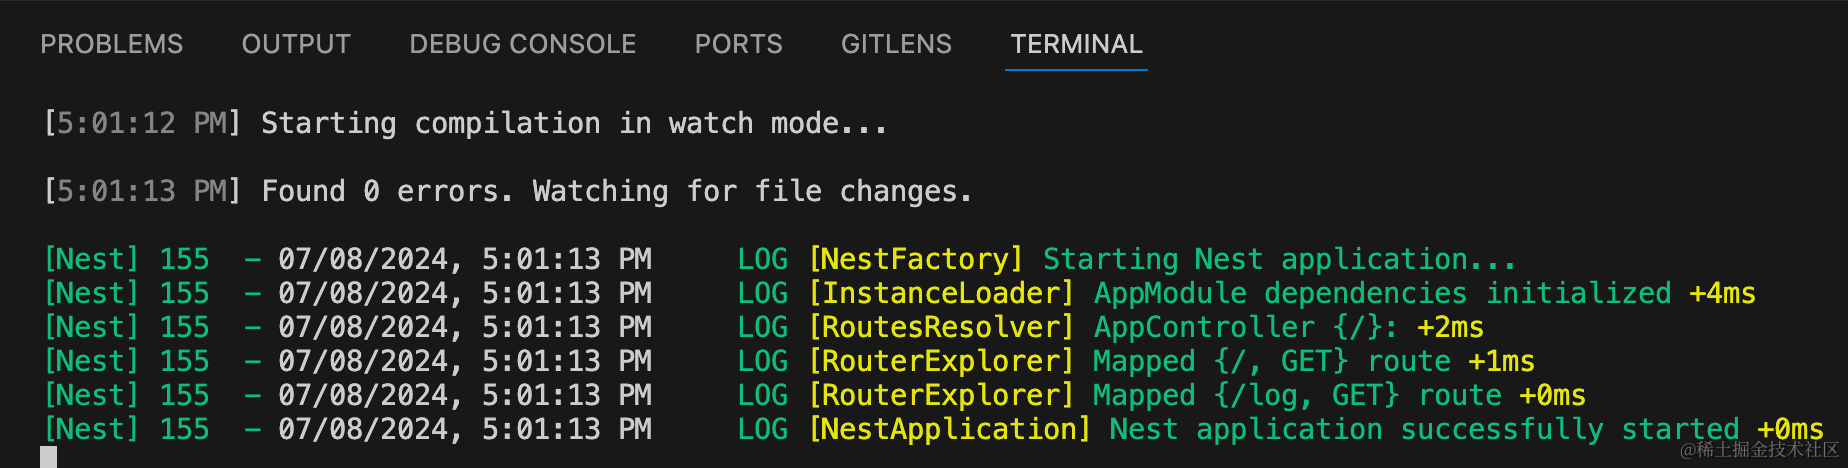 PROBLEMS OUTPUT DEBUG CONSOLE PORTS GITLENS TERMINAL
[5:01:12 PM] Starting compilation in watch mode...
[5:01:13 PM] Found 0 errors. Watching for file changes.
[Nest] 155  - 07/08/2024, 5:01:13 PM     LOG [NestFactory] Starting Nest application...
[Nest] 155  - 07/08/2024, 5:01:13 PM     LOG [InstanceLoader] AppModule dependencies initialized +4ms
[Nest] 155  - 07/08/2024, 5:01:13 PM     LOG [RoutesResolver] AppController {/}: +2ms
[Nest] 155  - 07/08/2024, 5:01:13 PM     LOG [RouterExplorer] Mapped {/, GET} route +1ms
[Nest] 155  - 07/08/2024, 5:01:13 PM     LOG [RouterExplorer] Mapped {/log, GET} route +0ms
[Nest] 155  - 07/08/2024, 5:01:13 PM     LOG [NestApplication] Nest application successfully started +0ms
@稀土掘金技术社区